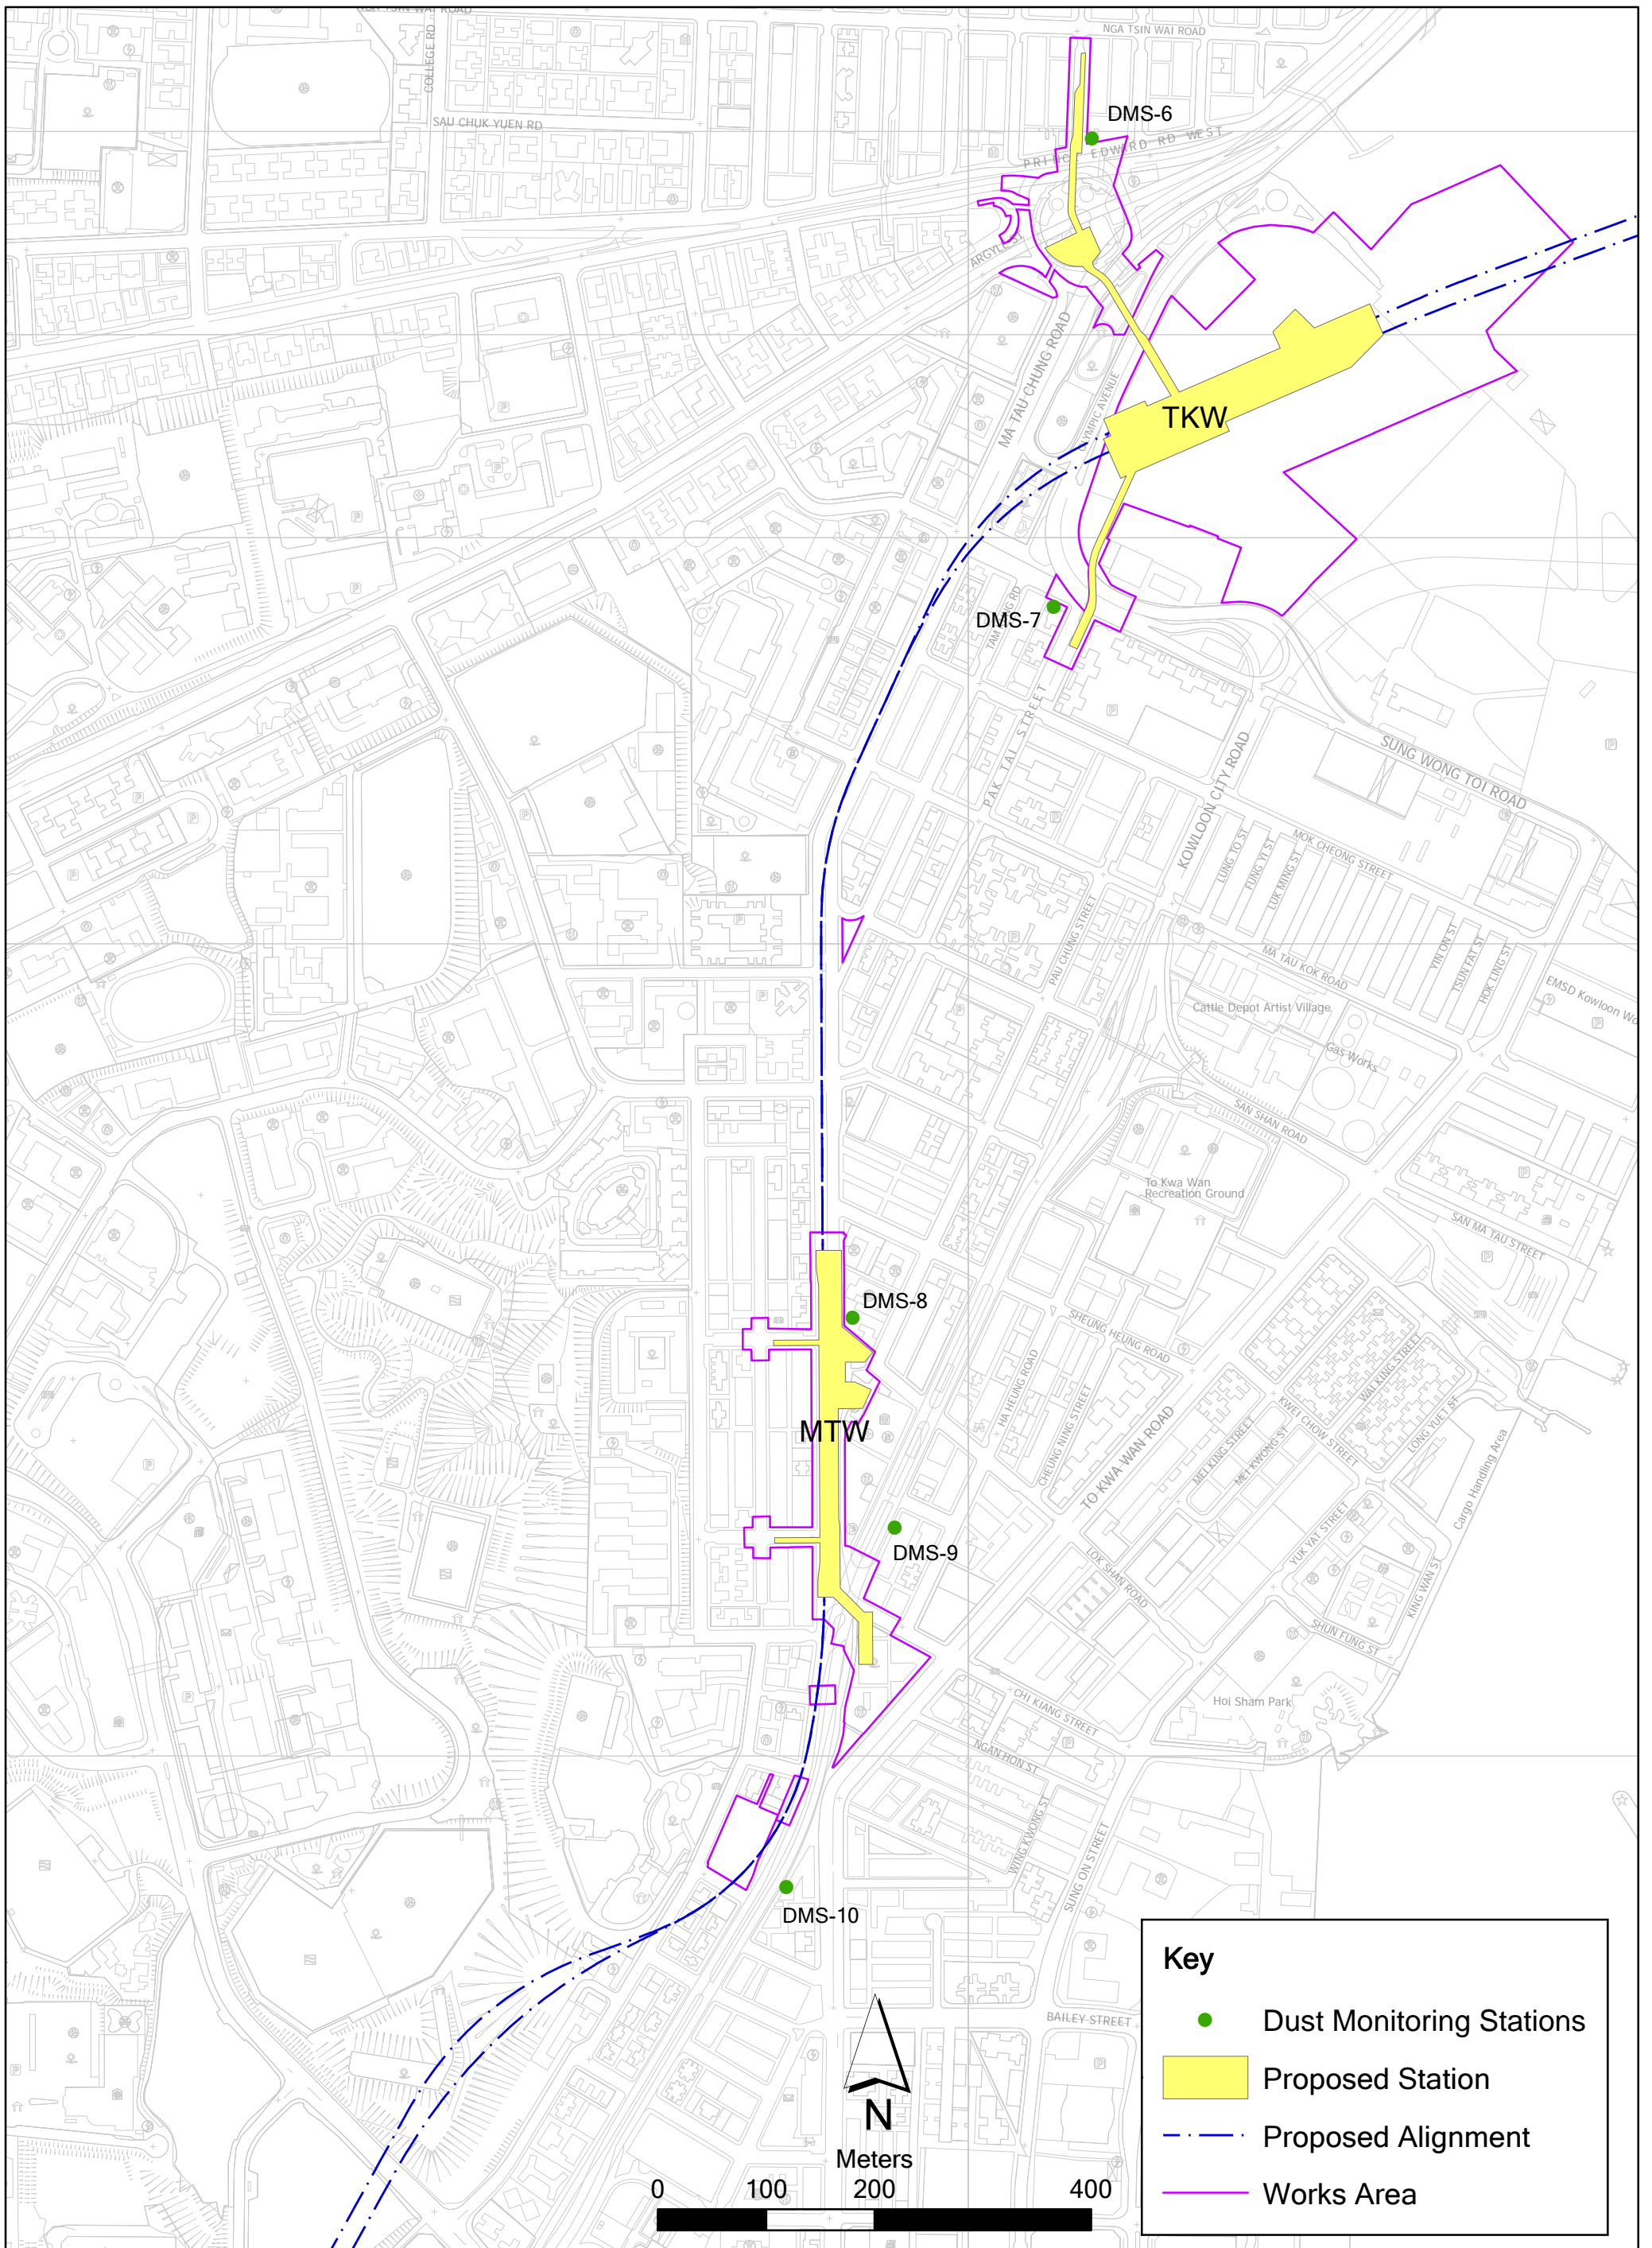 NGA TSIN WAI ROAD
COLLEGE RD
SAU CHUK YUEN RD
DMS-6
PRINCE EDWARD RD WEST
ARGYLE ST
MA TAU CHUNG ROAD
OLYMPIC AVENUE
TKW
DMS-7
PAK TAI STREET
SUNG WONG TOI ROAD
KOWLOON CITY ROAD
LUNG TO ST
FUNG YI ST
LUK MING ST
MOK CHEONG STREET
PAU CHUNG STREET
MA TAU KOK ROAD
YIN ON ST
TSUN FAT ST
HOK LING ST
EMSD Kowloon Wo
Cattle Depot Artist Village
Gas Works
SAN SHAN ROAD
To Kwa Wan
Recreation Ground
SAN MA TAU STREET
DMS-8
SHEUNG HEUNG ROAD
HA HEUNG ROAD
CHEUNG NING STREET
TO KWA WAN ROAD
WAI KING STREET
KWEI CHOW STREET
LONG YUET ST
MEI KING STREET
MEI KWONG ST
Cargo Handling Area
MTW
DMS-9
LOK SHAN ROAD
YUK YAT STREET
KING WAN ST
SHUN FUNG ST
Hoi Sham Park
CHI KIANG STREET
NGAN HON ST
WING KWONG ST
SUNG ON STREET
DMS-10
BAILEY STREET
N
Meters
0 100 200 400
Key
Dust Monitoring Stations
Proposed Station
Proposed Alignment
Works Area